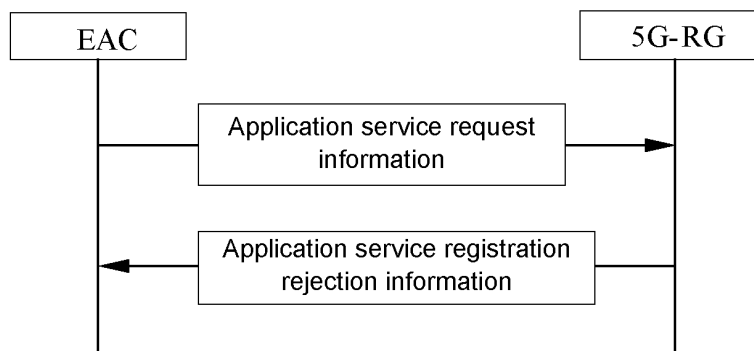 EAC
5G-RG
Application service request
information
Application service registration
rejection information